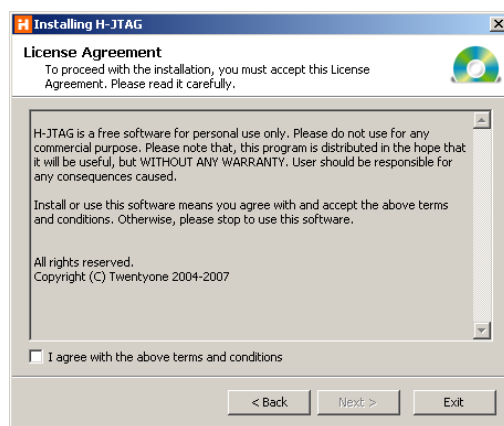 Installing H-JTAG
License Agreement
To proceed with the installation, you must accept this License
Agreement. Please read it carefully.
H-JTAG is a free software for personal use only. Please do not use for any
commercial purpose. Please note that, this program is distributed in the hope that
it will be useful, but WITHOUT ANY WARRANTY. User should be responsible for
any consequences caused.
Install or use this software means you agree with and accept the above terms
and conditions. Otherwise, please stop to use this software.
All rights reserved.
Copyright (C) Twentyone 2004-2007
I agree with the above terms and conditions
< Back Next > Exit